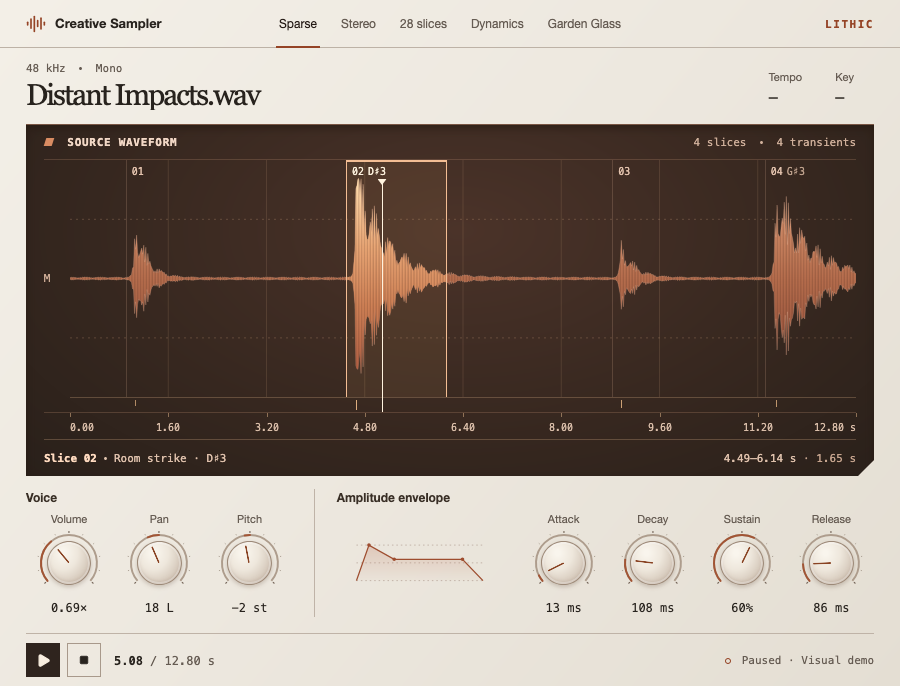 Creative Sampler
Sparse Stereo 28 slices Dynamics Garden Glass
LITHIC
48 kHz • Mono
Distant Impacts.wav
Tempo Key
— —
SOURCE WAVEFORM
4 slices • 4 transients
01 02 D♯3 03 04 G♯3
M
0.00 1.60 3.20 4.80 6.40 8.00 9.60 11.20 12.80 s
Slice 02 • Room strike · D♯3
4.49–6.14 s · 1.65 s
Voice
Volume Pan Pitch
0.69× 18 L −2 st
Amplitude envelope
Attack Decay Sustain Release
13 ms 108 ms 60% 86 ms
5.08 / 12.80 s
Paused · Visual demo